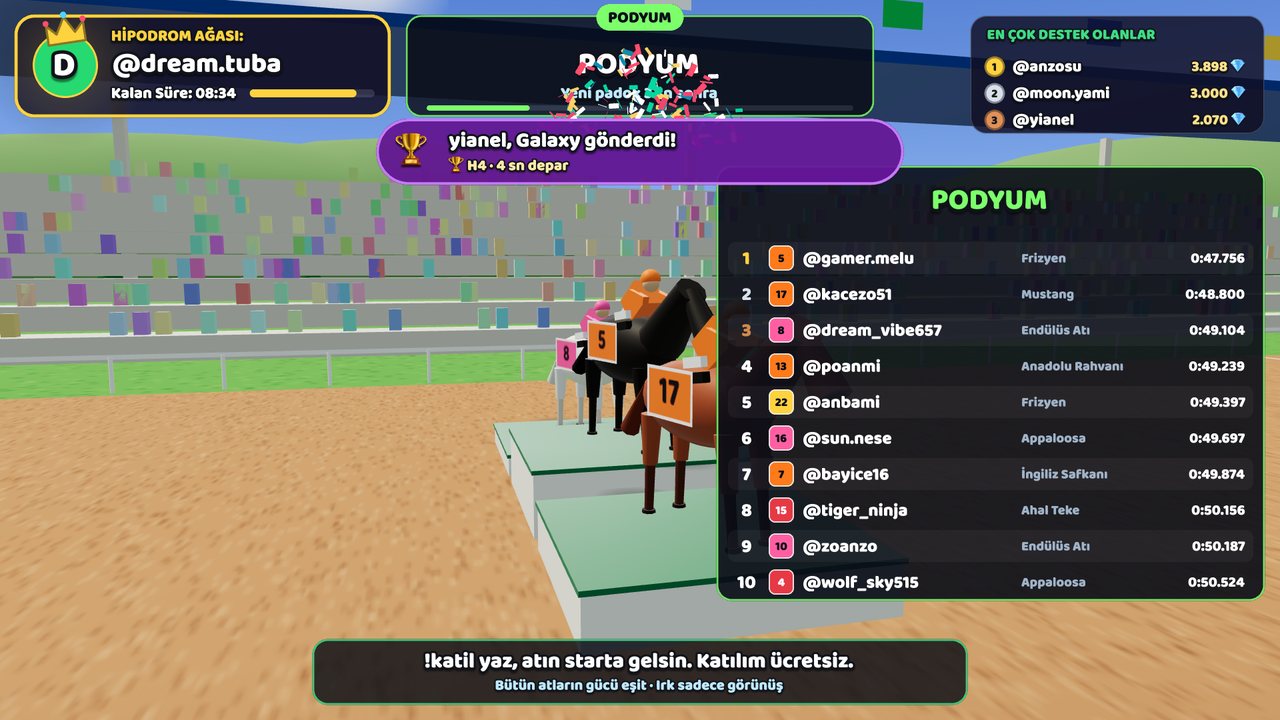 HİPODROM AĞASI:
D
@dream.tuba
Kalan Süre: 08:34
PODYUM
PODYUM
Yeni sonra
EN ÇOK DESTEK OLANLAR
1 @anzosu 3.898
2 @moon.yami 3.000
3 @yianel 2.070
yianel, Galaxy gönderdi!
H4 · 4 sn depar
PODYUM
1 5 @gamer.melu Frizyen 0:47.756
2 17 @kacezo51 Mustang 0:48.800
3 8 @dream_vibe657 Endülüs Atı 0:49.104
4 13 @poanmi Anadolu Rahvanı 0:49.239
5 22 @anbami Frizyen 0:49.397
6 16 @sun.nese Appaloosa 0:49.697
7 7 @bayice16 İngiliz Safkanı 0:49.874
8 15 @tiger_ninja Ahal Teke 0:50.156
9 10 @zoanzo Endülüs Atı 0:50.187
10 4 @wolf_sky515 Appaloosa 0:50.524
8
5
17
!katil yaz, atın starta gelsin. Katılım ücretsiz.
Bütün atların gücü eşit · Irk sadece görünüş